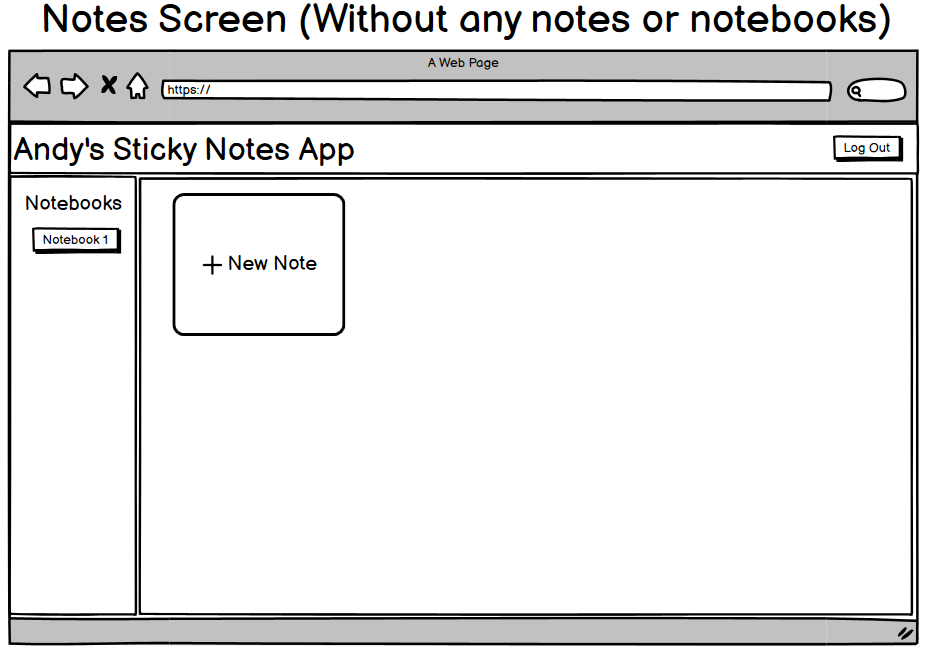 Notes Screen (Without any notes or notebooks)
A Web Page
https://
Andy's Sticky Notes App
Log Out
Notebooks
Notebook 1
+ New Note